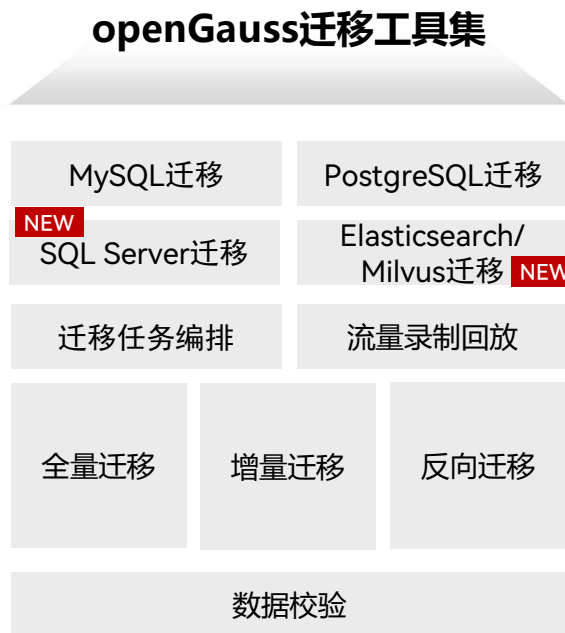 openGauss迁移工具集
MySQL迁移
PostgreSQL迁移
NEW
SQL Server迁移
Elasticsearch/
Milvus迁移
NEW
迁移任务编排
流量录制回放
全量迁移
增量迁移
反向迁移
数据校验